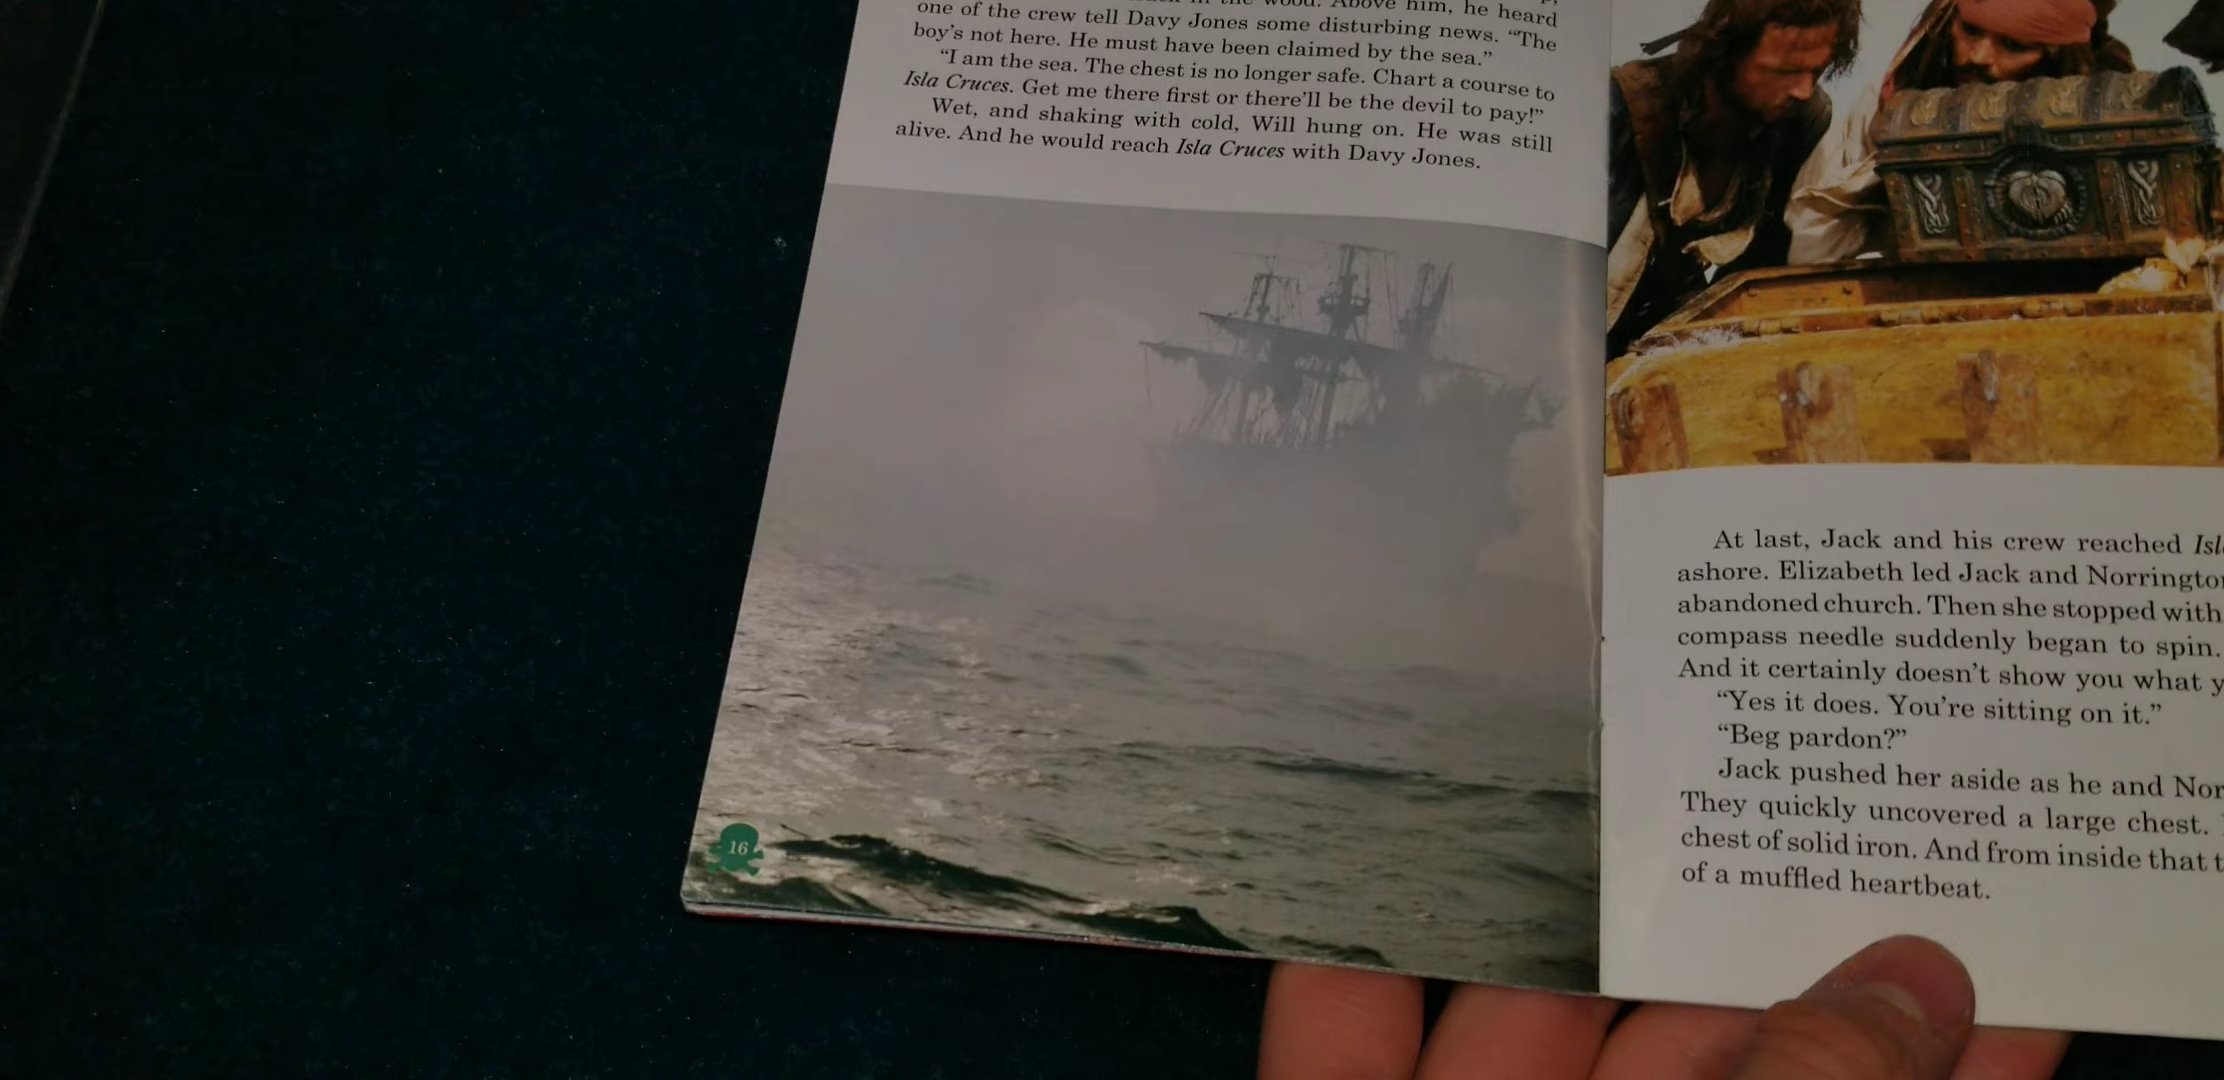 in the wood. Above him, he heard
one of the crew tell Davy Jones some disturbing news. “The
boy’s not here. He must have been claimed by the sea.”
“I am the sea. The chest is no longer safe. Chart a course to
Isla Cruces. Get me there first or there’ll be the devil to pay!”
Wet, and shaking with cold, Will hung on. He was still
alive. And he would reach Isla Cruces with Davy Jones.
16
At last, Jack and his crew reached
ashore. Elizabeth led Jack and
abandoned church. Then she stopped with
compass needle suddenly began to spin.
And it certainly doesn’t show you what
“Yes it does. You’re sitting on it.”
“Beg pardon?”
Jack pushed her aside as he and
They quickly uncovered a large chest.
chest of solid iron. And from inside that
of a muffled heartbeat.